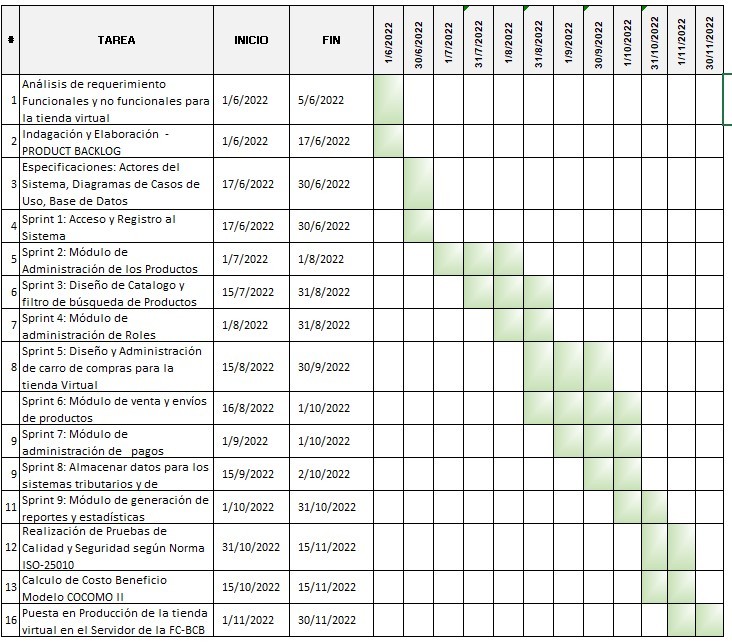 # TAREA INICIO FIN 1/6/2022 30/6/2022 1/7/2022 31/7/2022 1/8/2022 31/8/2022 1/9/2022 30/9/2022 1/10/2022 31/10/2022 1/11/2022 30/11/2022
Análisis de requerimiento
1 Funcionales y no funcionales para 1/6/2022 5/6/2022
la tienda virtual
Indagación y Elaboración - 1/6/2022 17/6/2022
2 PRODUCT BACKLOG
Especificaciones: Actores del
3 Sistema, Diagramas de Casos de 17/6/2022 30/6/2022
Uso, Base de Datos
Sprint 1: Acceso y Registro al 17/6/2022 30/6/2022
4 Sistema
Sprint 2: Módulo de 1/7/2022 1/8/2022
5 Administración de los Productos
Sprint 3: Diseño de Catalogo y 15/7/2022 31/8/2022
6 filtro de búsqueda de Productos
Sprint 4: Módulo de 1/8/2022 31/8/2022
7 administración de Roles
Sprint 5: Diseño y Administración
8 de carro de compras para la 15/8/2022 30/9/2022
tienda Virtual
Sprint 6: Módulo de venta y envíos 16/8/2022 1/10/2022
de productos
Sprint 7: Módulo de 1/9/2022 1/10/2022
9 administración de pagos
Sprint 8: Almacenar datos para los 15/9/2022 2/10/2022
9 sistemas tributarios y de
Sprint 9: Módulo de generación de 1/10/2022 31/10/2022
11 reportes y estadísticas
Realización de Pruebas de
12 Calidad y Seguridad según Norma 31/10/2022 15/11/2022
ISO-25010
Calculo de Costo Beneficio 15/10/2022 15/11/2022
13 Modelo COCOMO II
Puesta en Producción de la tienda 1/11/2022 30/11/2022
16 virtual en el Servidor de la FC-BCB